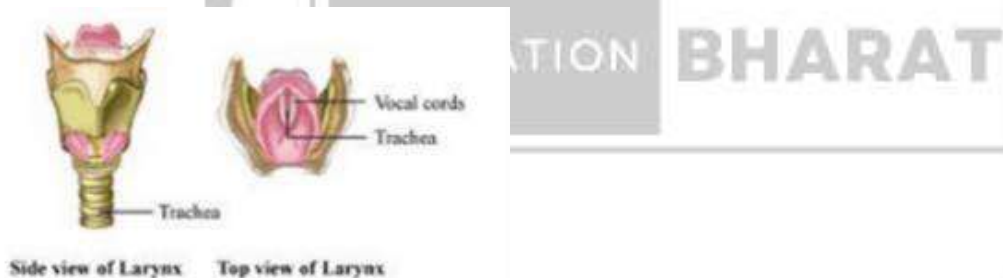 ATION BHARAT
Vocal cords
Trachea
Trachea
Side view of Larynx Top view of Larynx